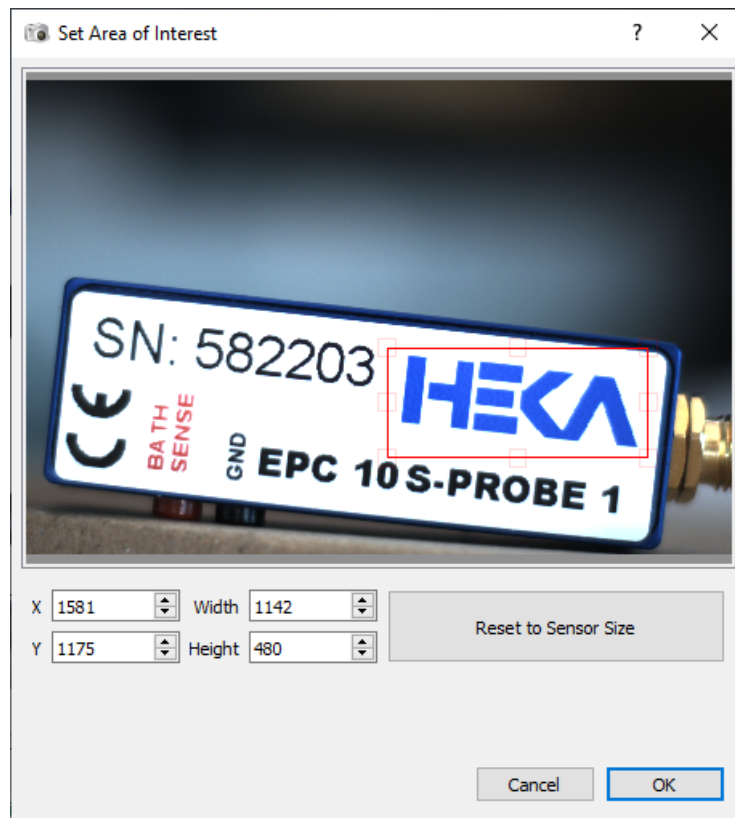 Set Area of Interest
?
SN: 582203
HEKA
CE
BATH
SENSE
GND
EPC 10 S-PROBE 1
X 1581 Width 1142
Reset to Sensor Size
Y 1175 Height 480
Cancel OK